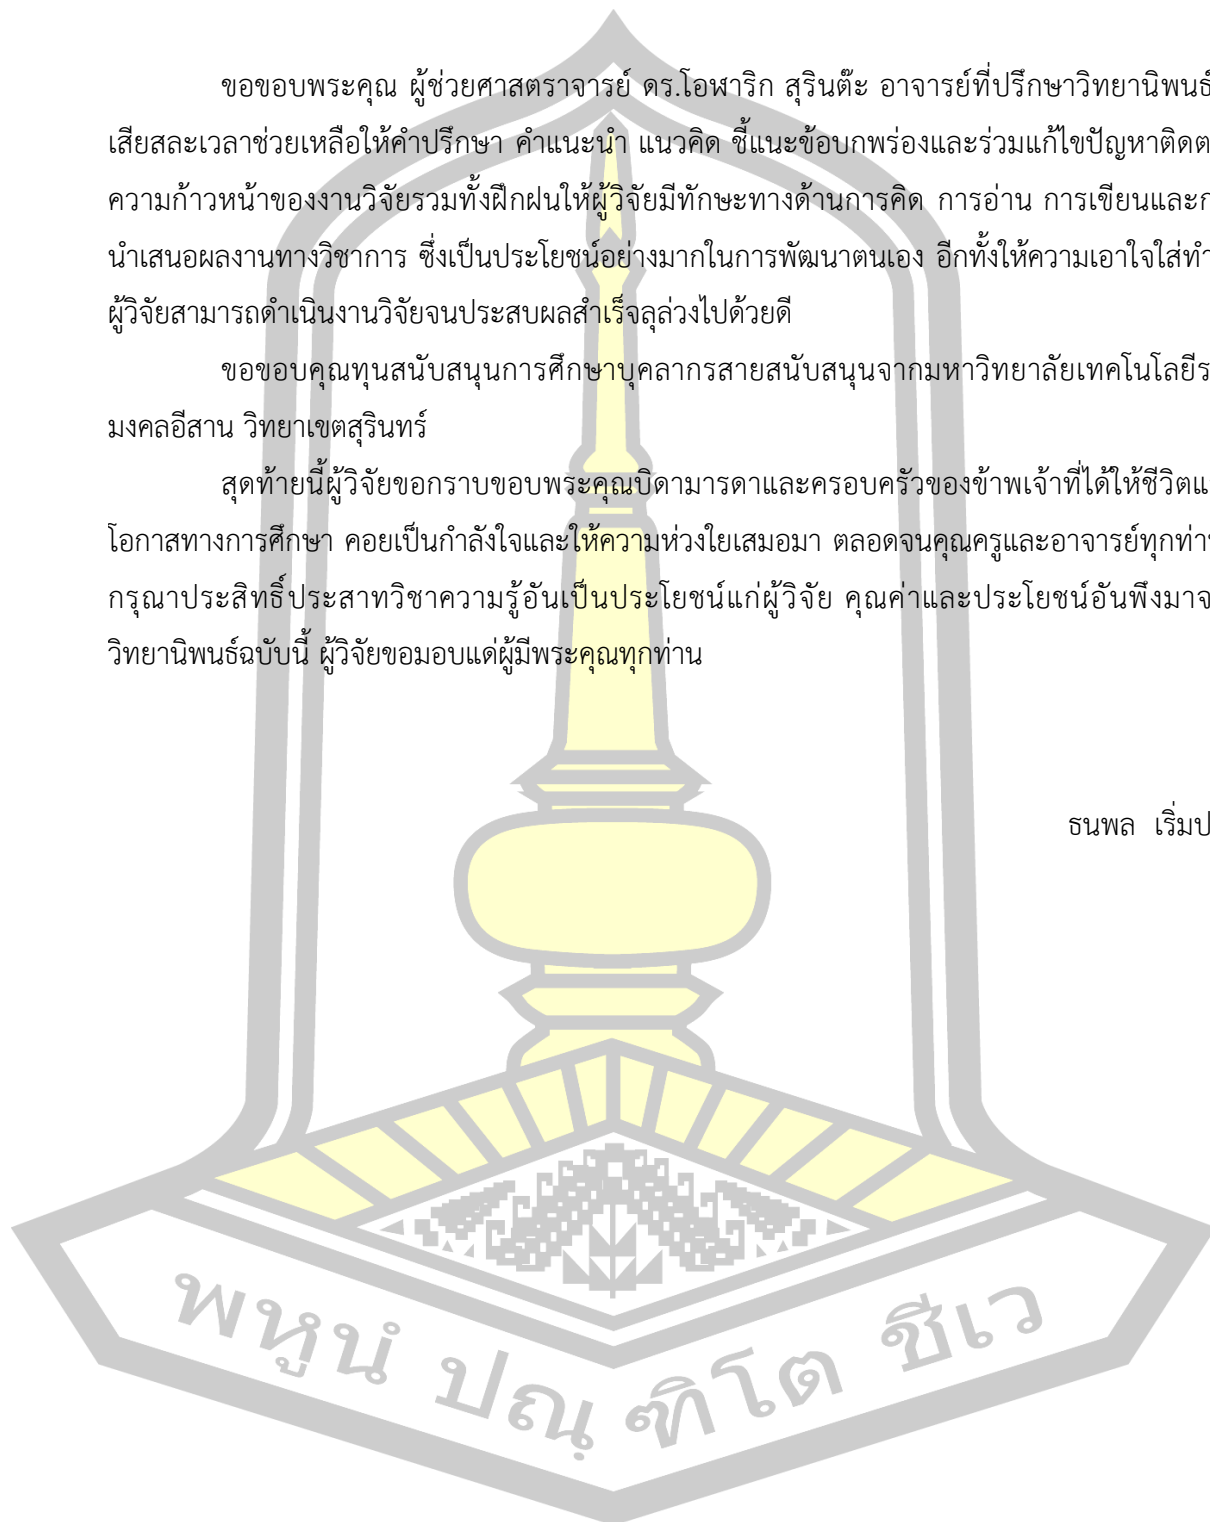 ขอขอบพระคุณ ผู้ช่วยศาสตราจารย์ ดร.โอฬาริก สุรินต๊ะ อาจารย์ที่ปรึกษาวิทยานิพนธ์
เสียสละเวลาช่วยเหลือให้คำปรึกษา คำแนะนำ แนวคิด ชี้แนะข้อบกพร่องและร่วมแก้ไขปัญหาติดต
ความก้าวหน้าของงานวิจัยรวมทั้งฝึกฝนให้ผู้วิจัยมีทักษะทางด้านการคิด การอ่าน การเขียนและก
นำเสนอผลงานทางวิชาการ ซึ่งเป็นประโยชน์อย่างมากในการพัฒนาตนเอง อีกทั้งให้ความเอาใจใส่ทำ
ผู้วิจัยสามารถดำเนินงานวิจัยจนประสบผลสำเร็จลุล่วงไปด้วยดี
ขอขอบคุณทุนสนับสนุนการศึกษาบุคลากรสายสนับสนุนจากมหาวิทยาลัยเทคโนโลยีร
มงคลอีสาน วิทยาเขตสุรินทร์
สุดท้ายนี้ผู้วิจัยขอกราบขอบพระคุณบิดามารดาและครอบครัวของข้าพเจ้าที่ได้ให้ชีวิตแ
โอกาสทางการศึกษา คอยเป็นกำลังใจและให้ความห่วงใยเสมอมา ตลอดจนคุณครูและอาจารย์ทุกท่าน
กรุณาประสิทธิ์ประสาทวิชาความรู้อันเป็นประโยชน์แก่ผู้วิจัย คุณค่าและประโยชน์อันพึงมาจ
วิทยานิพนธ์ฉบับนี้ ผู้วิจัยขอมอบแด่ผู้มีพระคุณทุกท่าน
ธนพล เริ่มป
พหูนํ ปณฺ ฑิโต ชีเว